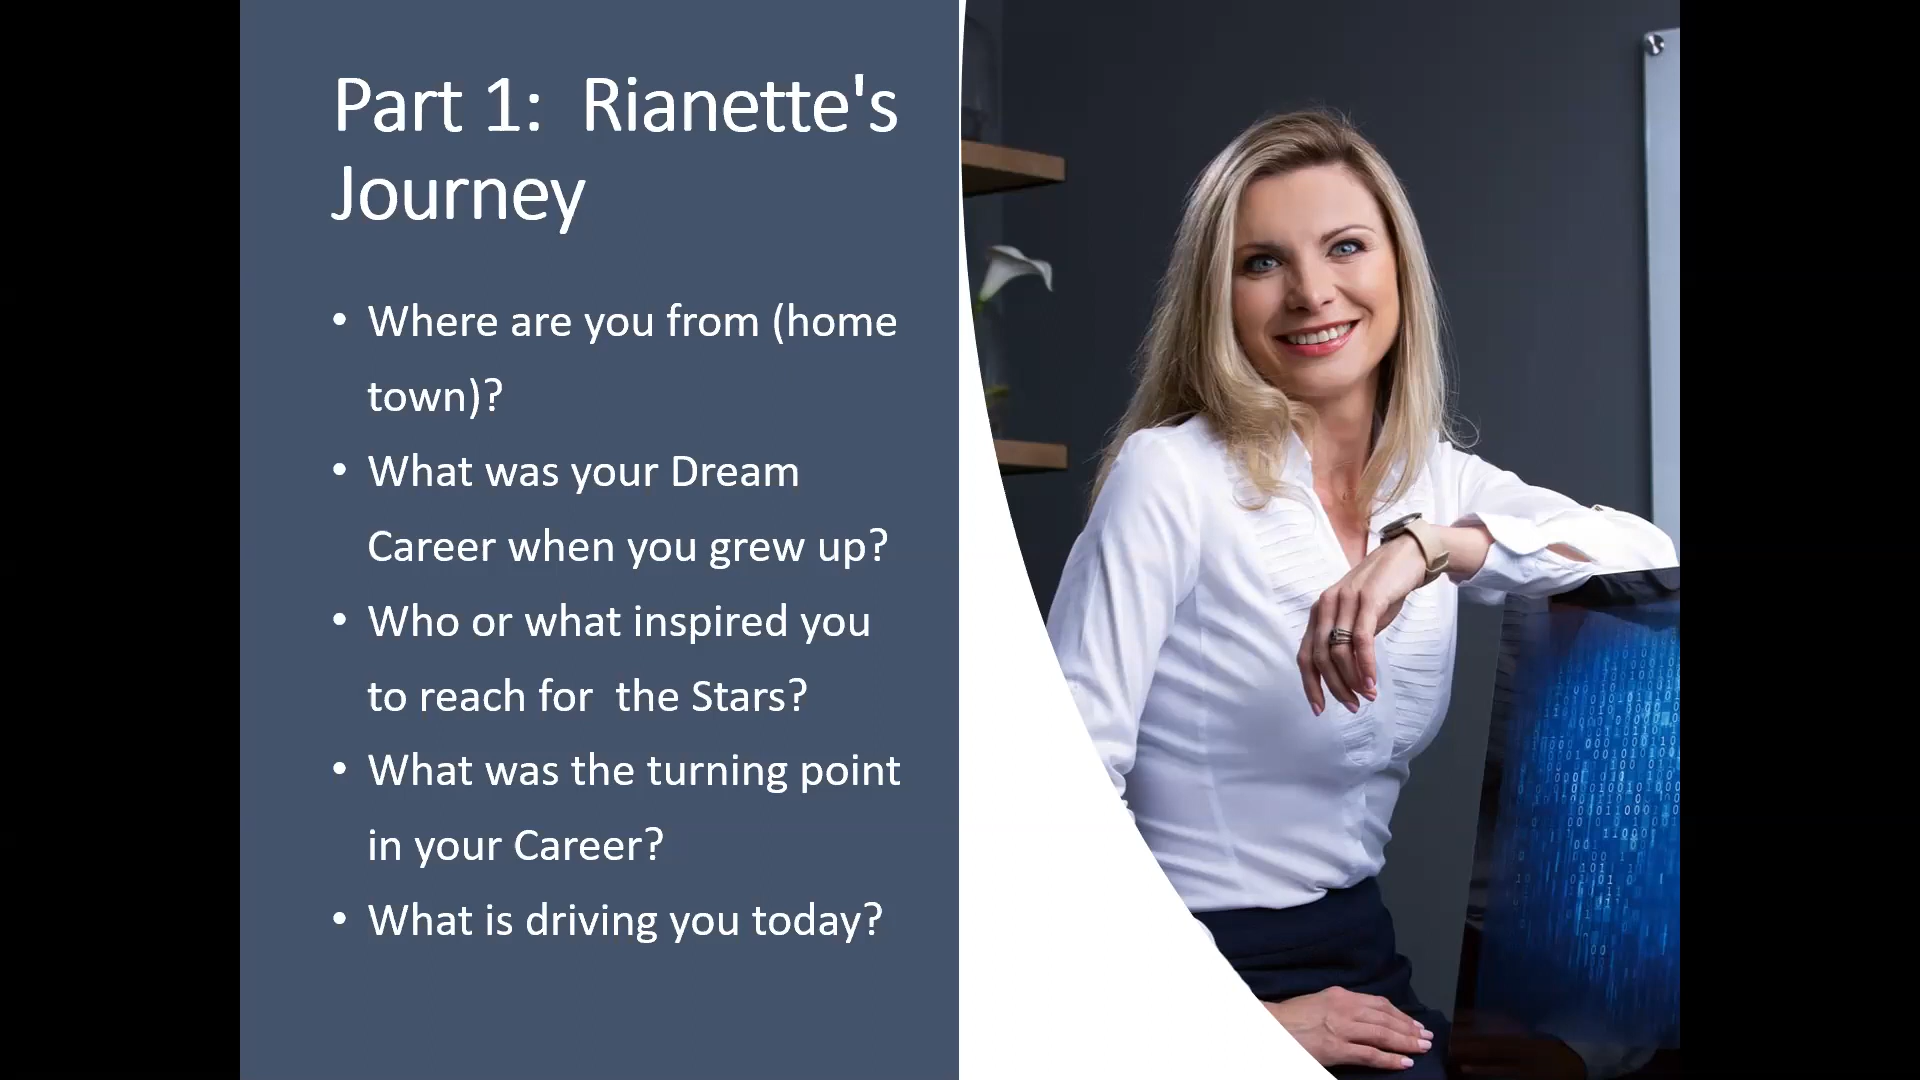 Part 1:  Rianette's
Journey
• Where are you from (home
town)?
• What was your Dream
Career when you grew up?
• Who or what inspired you
to reach for  the Stars?
• What was the turning point
in your Career?
• What is driving you today?